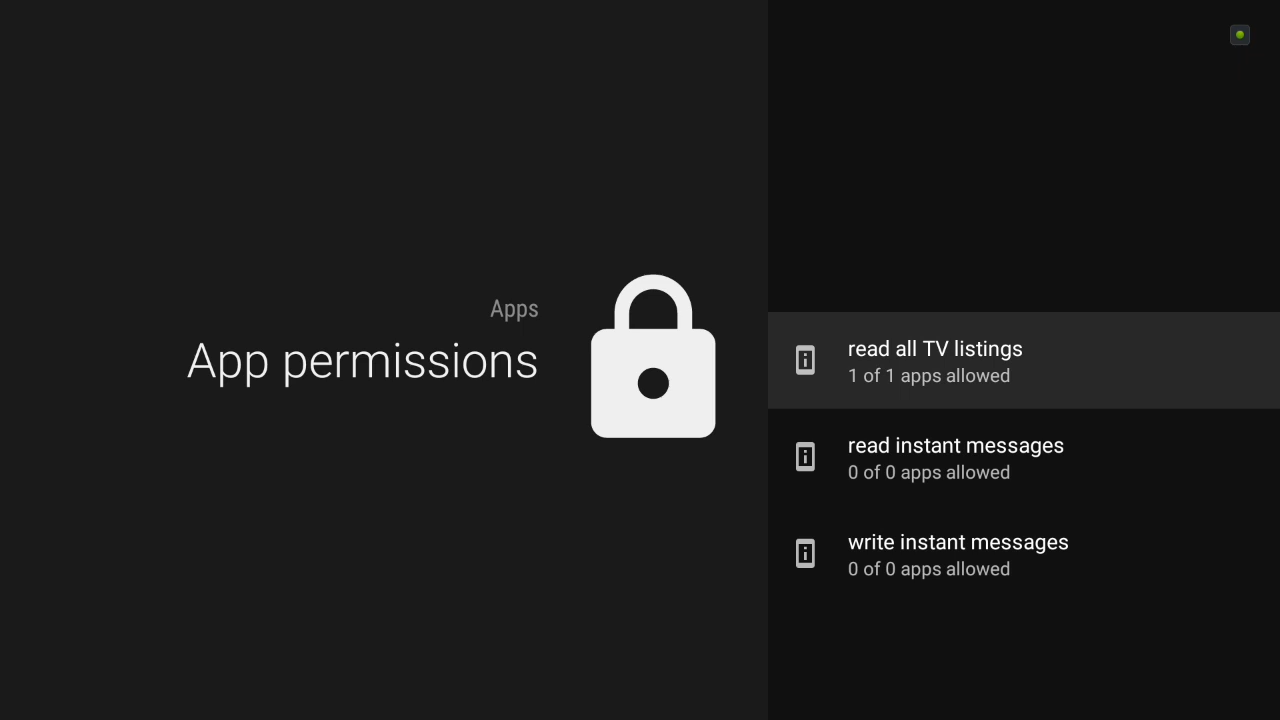 Apps
App permissions
read all TV listings
1 of 1 apps allowed
read instant messages
0 of 0 apps allowed
write instant messages
0 of 0 apps allowed